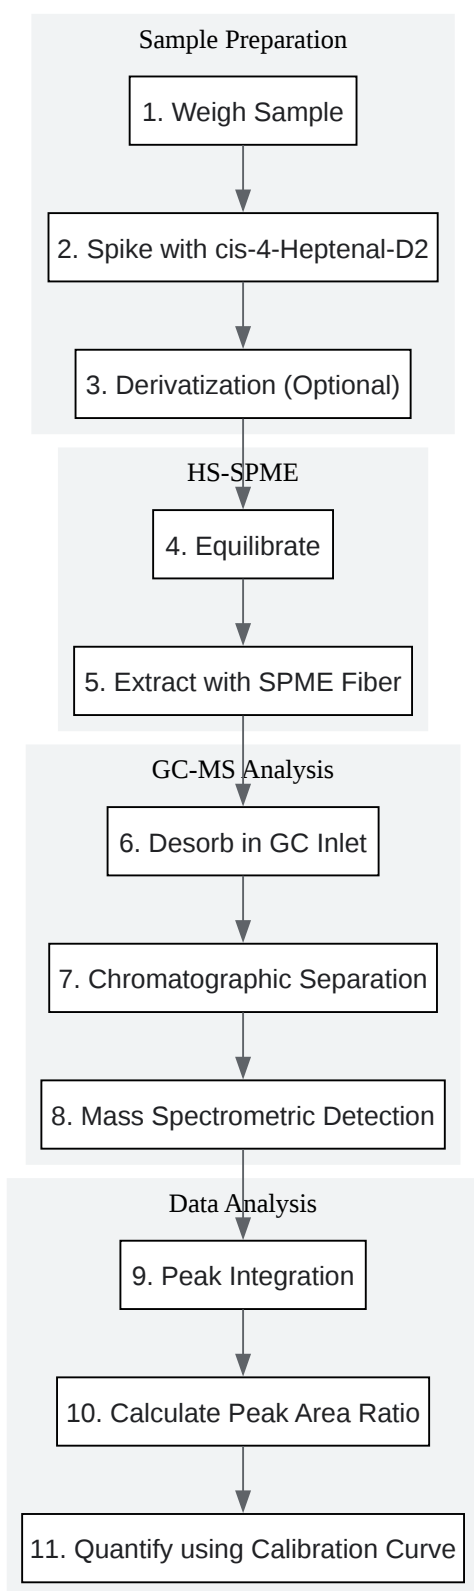 Sample Preparation
1. Weigh Sample
2. Spike with cis-4-Heptenal-D2
3. Derivatization (Optional)
HS-SPME
4. Equilibrate
5. Extract with SPME Fiber
GC-MS Analysis
6. Desorb in GC Inlet
7. Chromatographic Separation
8. Mass Spectrometric Detection
Data Analysis
9. Peak Integration
10. Calculate Peak Area Ratio
11. Quantify using Calibration Curve